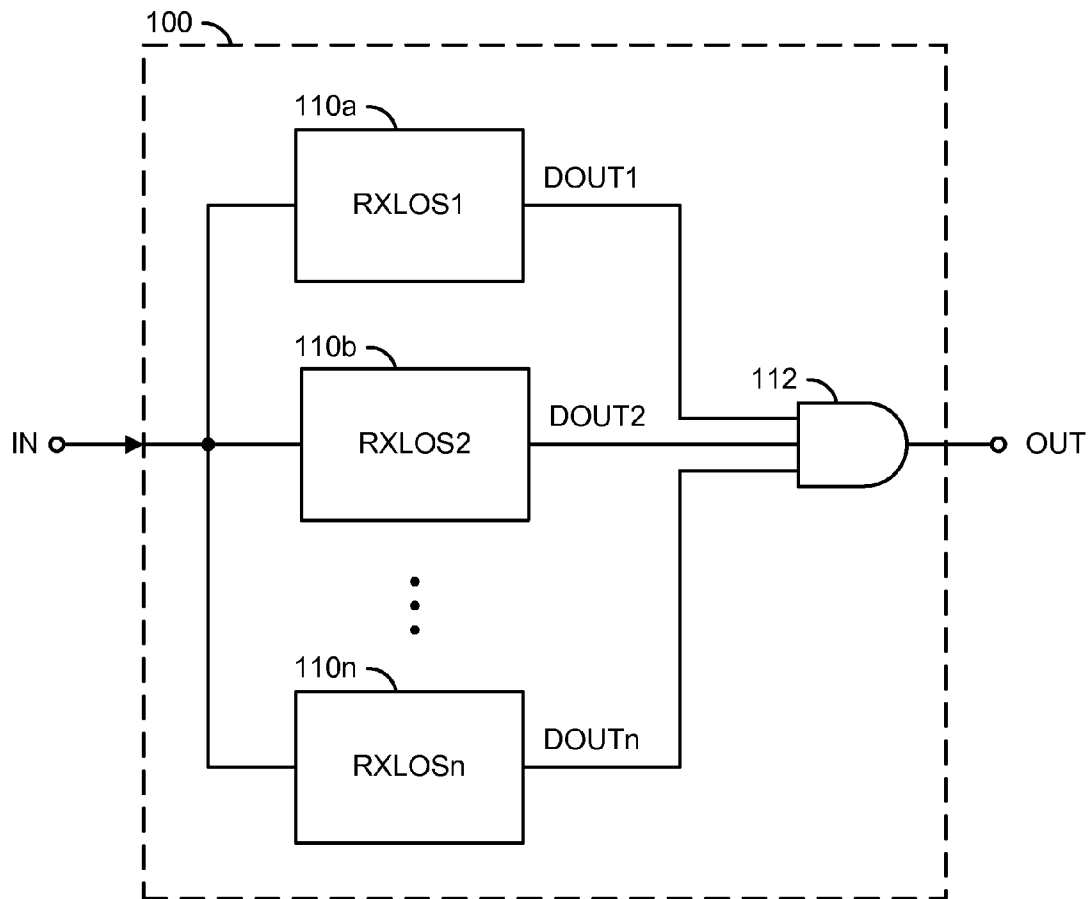 100
110a
RXLOS1
DOUT1
110b
RXLOS2
DOUT2
112
IN
OUT
110n
RXLOSn
DOUTn